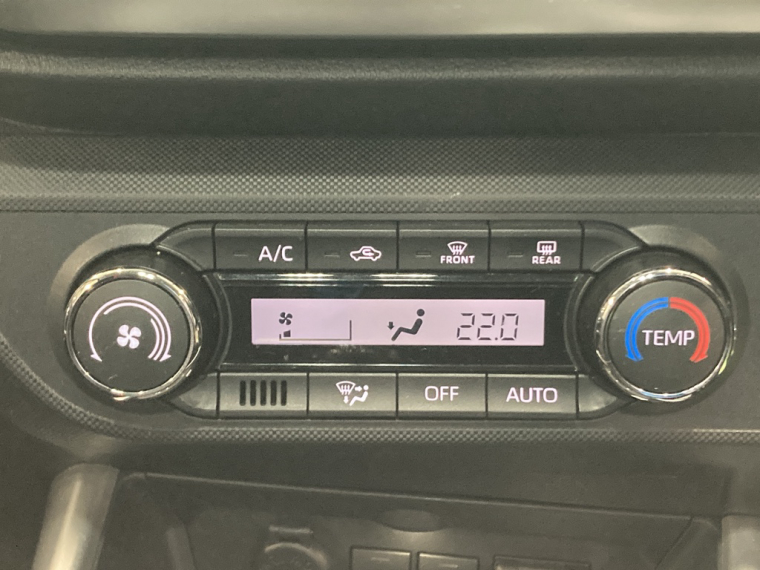 A/C
FRONT
REAR
22.0
TEMP
OFF
AUTO